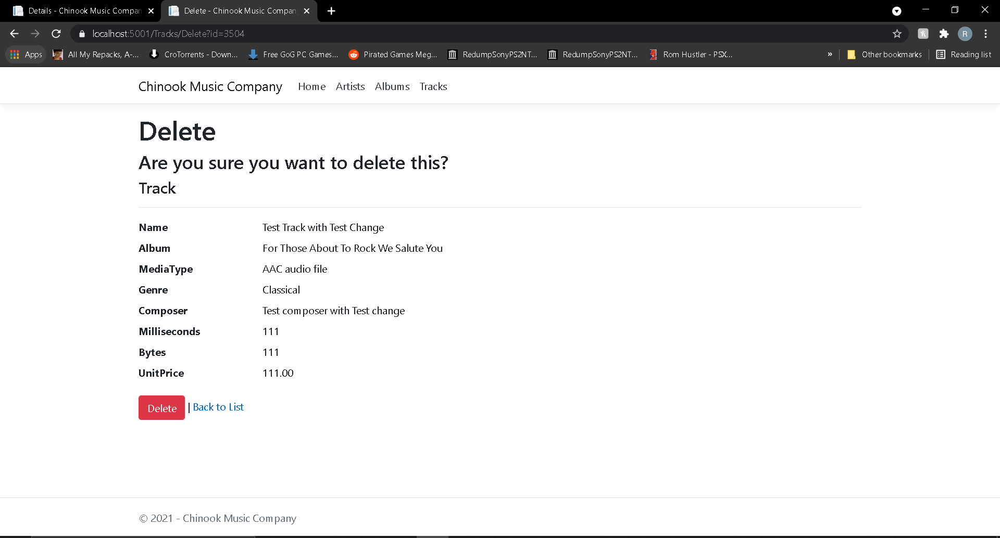 Details - Chinook Music Compan
Delete - Chinook Music Compan
localhost:5001/Tracks/Delete?id=3504
R
Apps
All My Repacks, A-...
CroTorrents - Down...
Free GoG PC Games...
Pirated Games Meg...
RedumpSonyPS2NT...
RedumpSonyPS2NT...
Rom Hustler - PSX...
»
Other bookmarks
Reading list
Chinook Music Company Home Artists Albums Tracks
Delete
Are you sure you want to delete this?
Track
Name Test Track with Test Change
Album For Those About To Rock We Salute You
MediaType AAC audio file
Genre Classical
Composer Test composer with Test change
Milliseconds 111
Bytes 111
UnitPrice 111.00
Delete | Back to List
© 2021 - Chinook Music Company